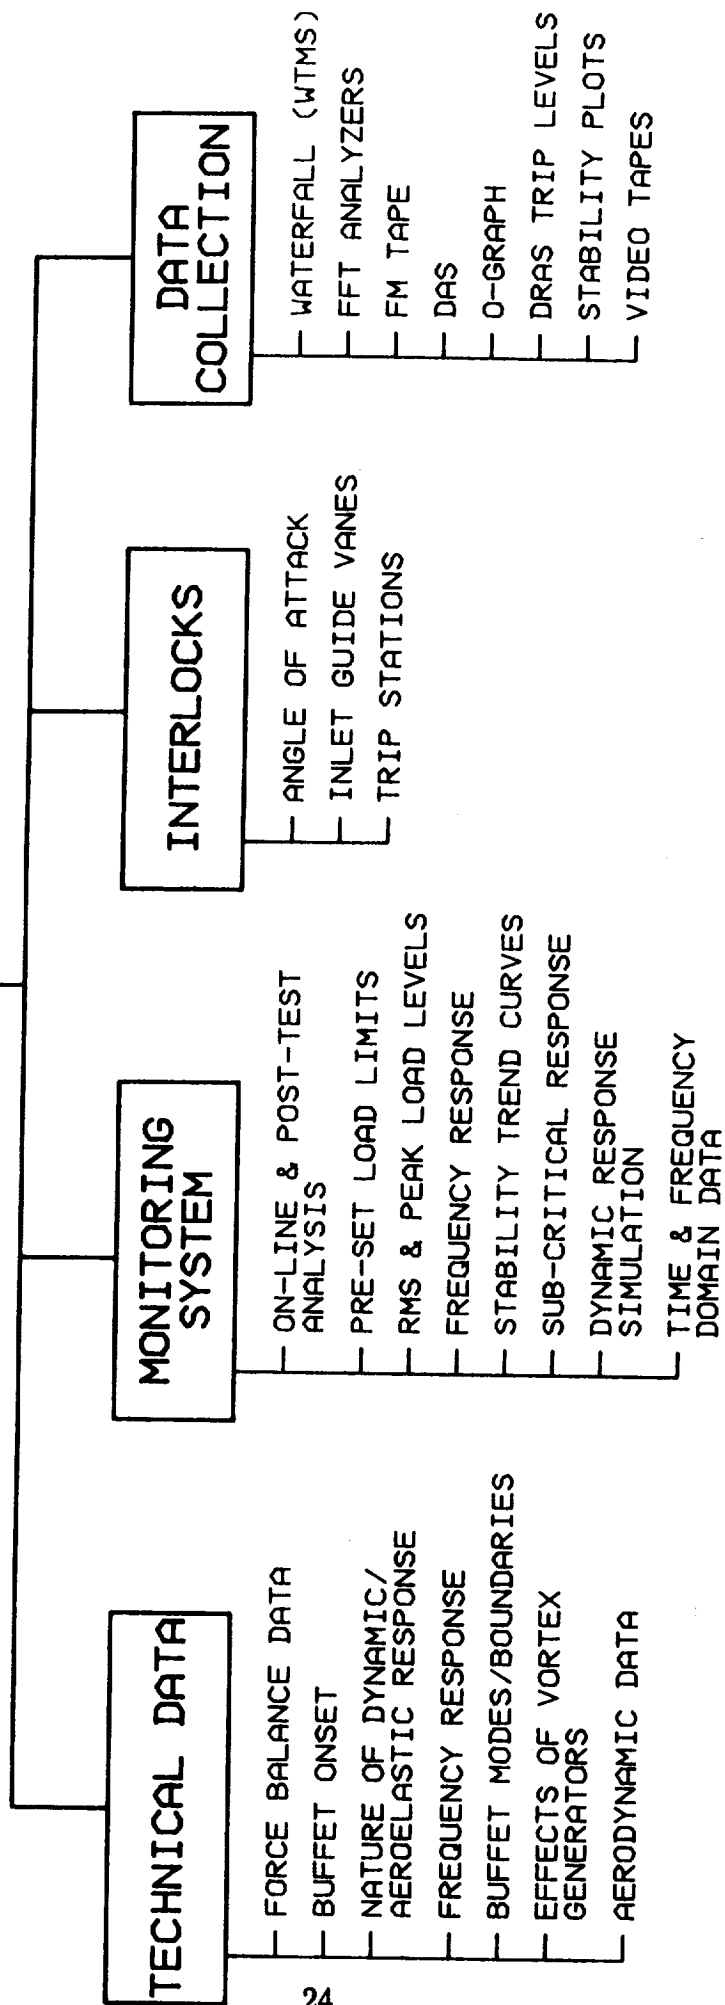 TECHNICAL DATA
FORCE BALANCE DATA
BUFFET ONSET
NATURE OF DYNAMIC/
AEROELASTIC RESPONSE
FREQUENCY RESPONSE
BUFFET MODES/BOUNDARIES
EFFECTS OF VORTEX
GENERATORS
AERODYNAMIC DATA
MONITORING
SYSTEM
ON-LINE & POST-TEST
ANALYSIS
PRE-SET LOAD LIMITS
RMS & PEAK LOAD LEVELS
FREQUENCY RESPONSE
STABILITY TREND CURVES
SUB-CRITICAL RESPONSE
DYNAMIC RESPONSE
SIMULATION
TIME & FREQUENCY
DOMAIN DATA
INTERLOCKS
ANGLE OF ATTACK
INLET GUIDE VANES
TRIP STATIONS
DATA
COLLECTION
WATERFALL (WTMS)
FFT ANALYZERS
FM TAPE
DAS
O-GRAPH
DRAS TRIP LEVELS
STABILITY PLOTS
VIDEO TAPES
24